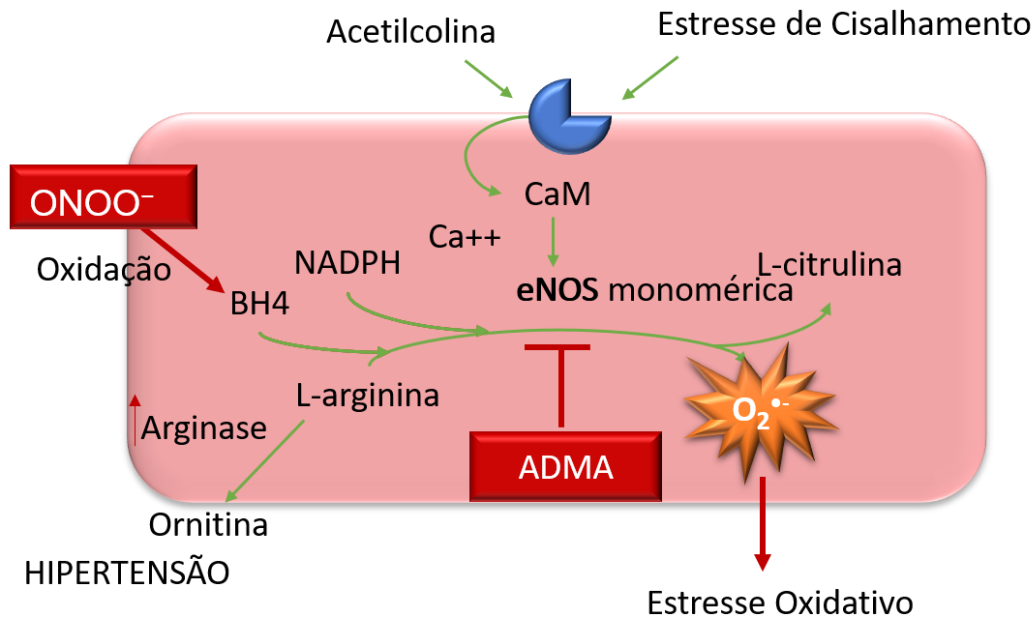 Acetilcolina
Estresse de Cisalhamento
ONOO⁻
CaM
Ca++
Oxidação
NADPH
L-citrulina
BH4
eNOS monomérica
L-arginina
Arginase
O₂•-
ADMA
Ornitina
HIPERTENSÃO
Estresse Oxidativo